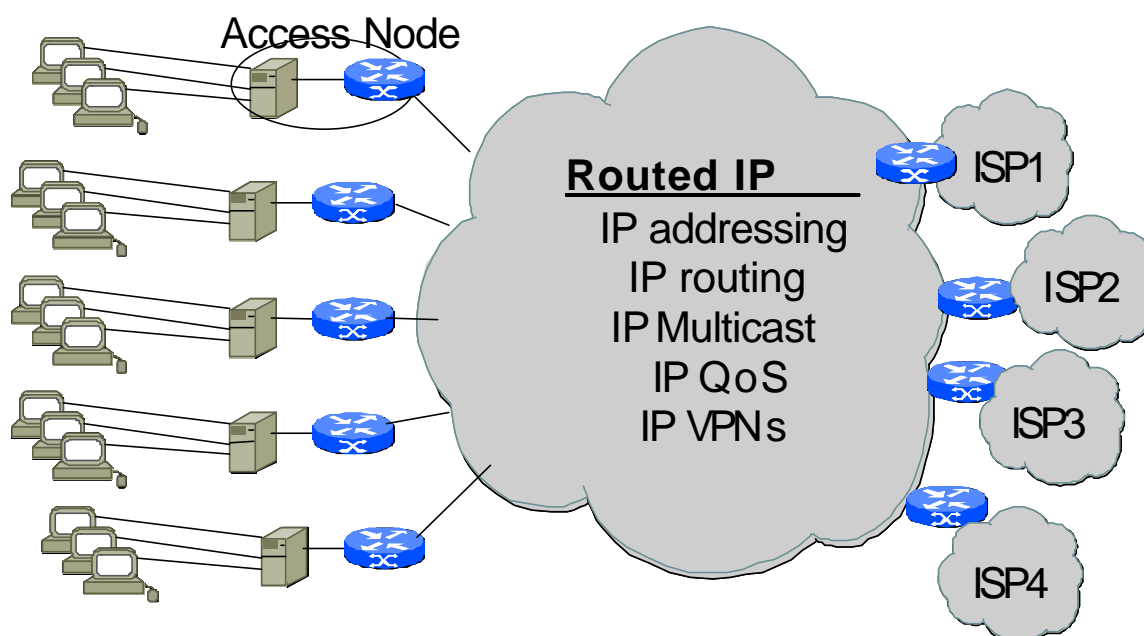 Access Node
Routed IP
IP addressing
IP routing
IP Multicast
IP QoS
IP VPNs
ISP1
ISP2
ISP3
ISP4